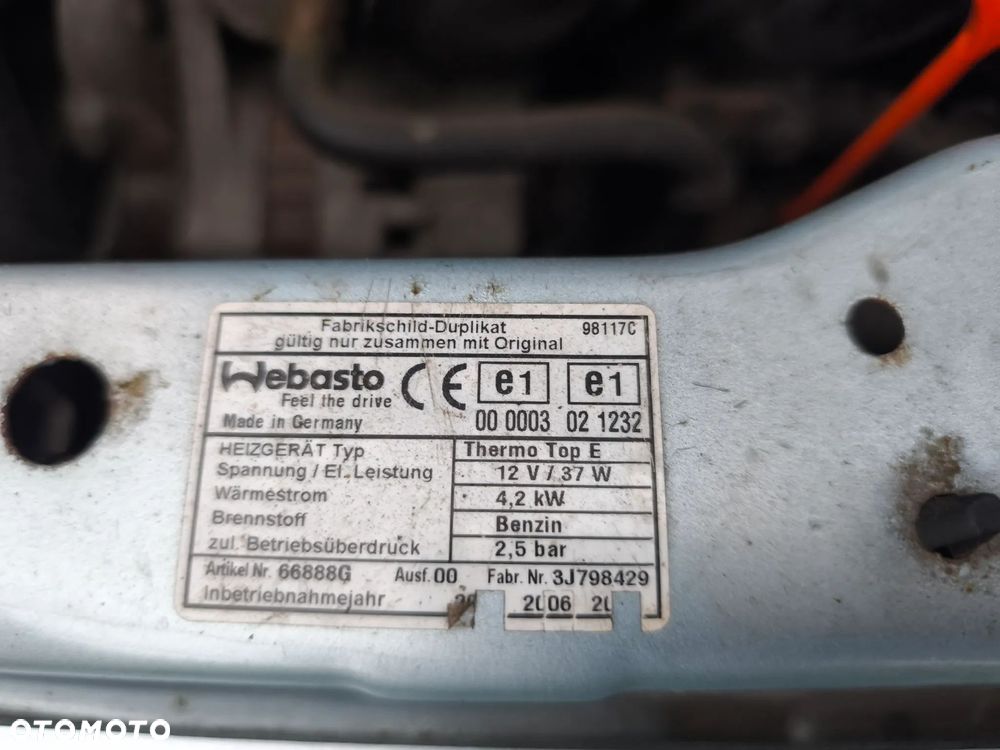 Fabrikschild-Duplikat 98117C
gültig nur zusammen mit Original
Webasto CE e1 e1
Feel the drive
Made in Germany 00 0003 02 1232
HEIZGERÄT Typ Thermo Top E
Spannung / El. Leistung 12 V / 37 W
Wärmestrom 4,2 kW
Brennstoff Benzin
zul. Betriebsüberdruck 2,5 bar
Artikel Nr. 66888G Ausf. 00 Fabr. Nr. 3J798429
Inbetriebnahmejahr 2006
OTOMOTO